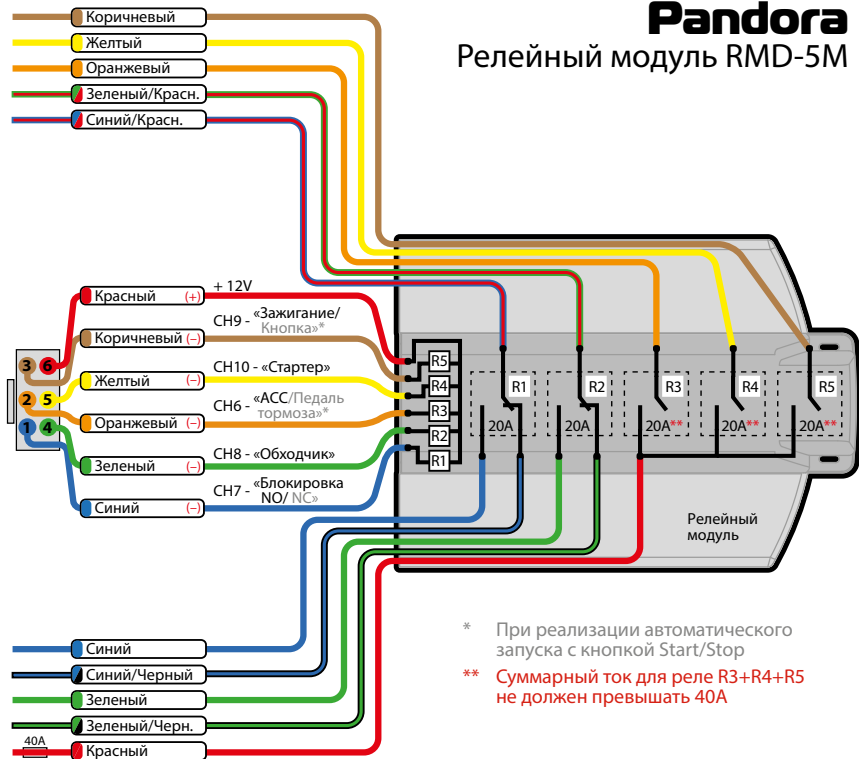 Pandora
Релейный модуль RMD-5M
Коричневый
Желтый
Оранжевый
Зеленый/Красн.
Синий/Красн.
Красный (+)
+ 12V
Коричневый (–)
CH9 - «Зажигание/
Кнопка»*
Желтый (–)
CH10 - «Стартер»
Оранжевый (–)
CH6 - «ACC/Педаль
тормоза»*
Зеленый (–)
CH8 - «Обходчик»
Синий (–)
CH7 - «Блокировка
NO/ NC»
3 6
2 5
1 4
R5
R4
R3
R2
R1
R1 R2 R3 R4 R5
20A 20A 20A** 20A** 20A**
Релейный
модуль
Синий
Синий/Черный
Зеленый
Зеленый/Черн.
40A
Красный
* При реализации автоматического
запуска с кнопкой Start/Stop
** Суммарный ток для реле R3+R4+R5
не должен превышать 40A